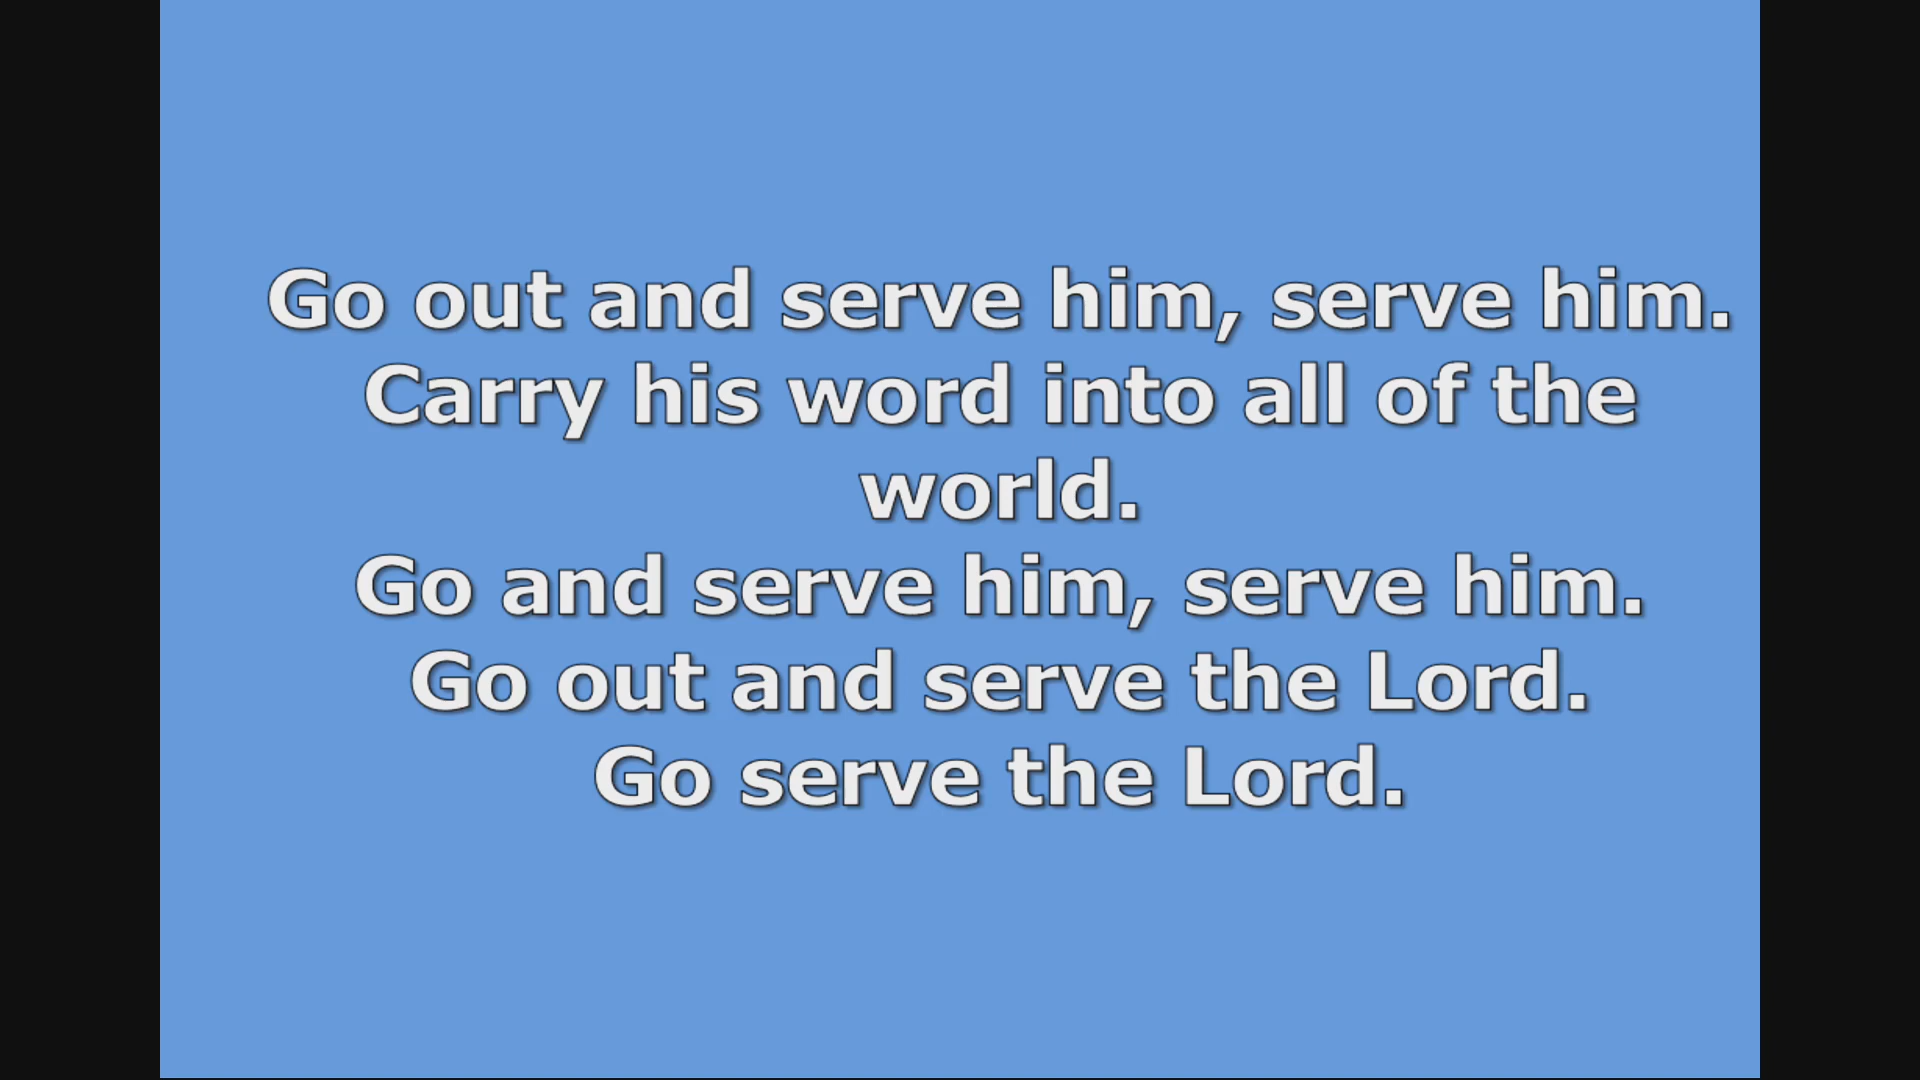 Go out and serve him, serve him.
Carry his word into all of the
world.
Go and serve him, serve him.
Go out and serve the Lord.
Go serve the Lord.